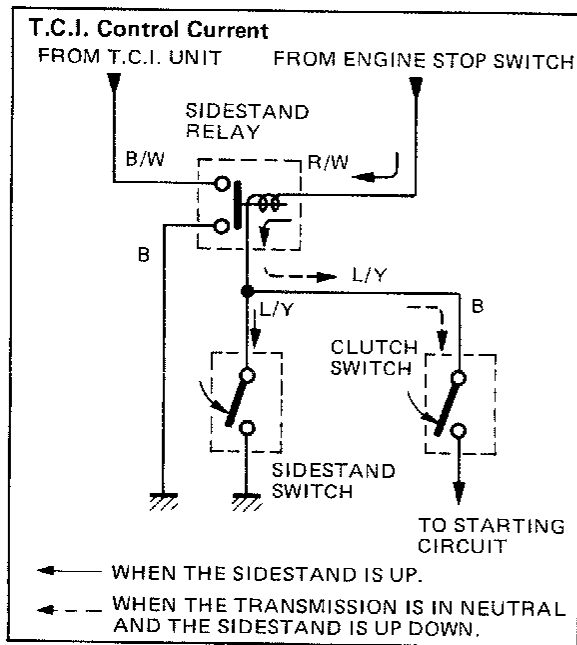 T.C.I. Control Current
FROM T.C.I. UNIT
FROM ENGINE STOP SWITCH
SIDESTAND
RELAY
B/W
R/W
B
L/Y
L/Y
B
CLUTCH
SWITCH
SIDESTAND
SWITCH
TO STARTING
CIRCUIT
WHEN THE SIDESTAND IS UP.
WHEN THE TRANSMISSION IS IN NEUTRAL
AND THE SIDESTAND IS UP DOWN.